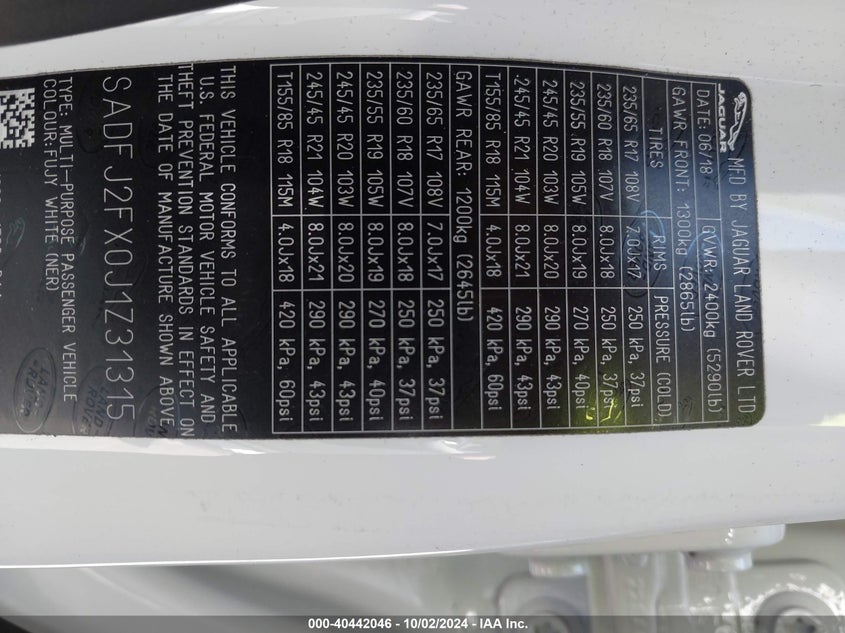 JAGUAR
MFD BY JAGUAR LAND ROVER LTD
DATE: 06/18 GVWR: 2400kg (5290lb)
GAWR FRONT: 1300kg (2865lb)
TIRES RIMS PRESSURE (COLD)
235/65 R17 108V 7.0Jx17 250 kPa, 37psi
235/60 R18 107V 8.0Jx18 250 kPa, 37psi
235/55 R19 105W 8.0Jx19 270 kPa, 40psi
245/45 R20 103W 8.0Jx20 290 kPa, 43psi
245/45 R21 104W 8.0Jx21 290 kPa, 43psi
T155/85 R18 115M 4.0Jx18 420 kPa, 60psi
GAWR REAR: 1200kg (2645lb)
235/65 R17 108V 7.0Jx17 250 kPa, 37psi
235/60 R18 107V 8.0Jx18 250 kPa, 37psi
235/55 R19 105W 8.0Jx19 270 kPa, 40psi
245/45 R20 103W 8.0Jx20 290 kPa, 43psi
245/45 R21 104W 8.0Jx21 290 kPa, 43psi
T155/85 R18 115M 4.0Jx18 420 kPa, 60psi
THIS VEHICLE CONFORMS TO ALL APPLICABLE
U.S. FEDERAL MOTOR VEHICLE SAFETY AND
THEFT PREVENTION STANDARDS IN EFFECT ON
THE DATE OF MANUFACTURE SHOWN ABOVE
SADFJ2FX0J1Z31315
TYPE: MULTI-PURPOSE PASSENGER VEHICLE
COLOUR:FUJY WHITE (NER)
LAND ROVER
LAND ROVER
000-40442046 - 10/02/2024 - IAA Inc.